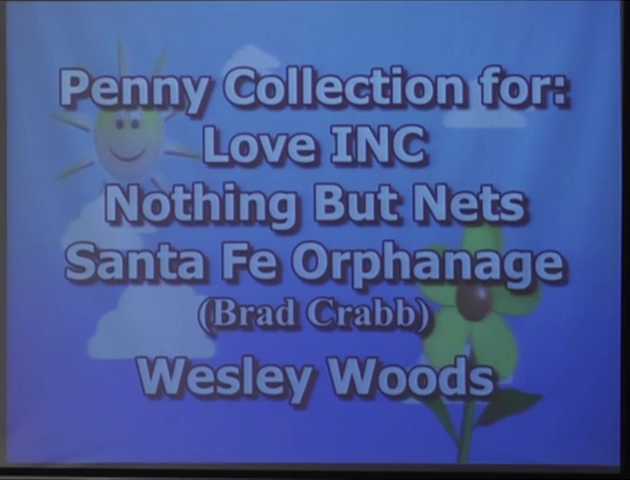 Penny Collection for:
Love INC
Nothing But Nets
Santa Fe Orphanage
(Brad Crabb)
Wesley Woods